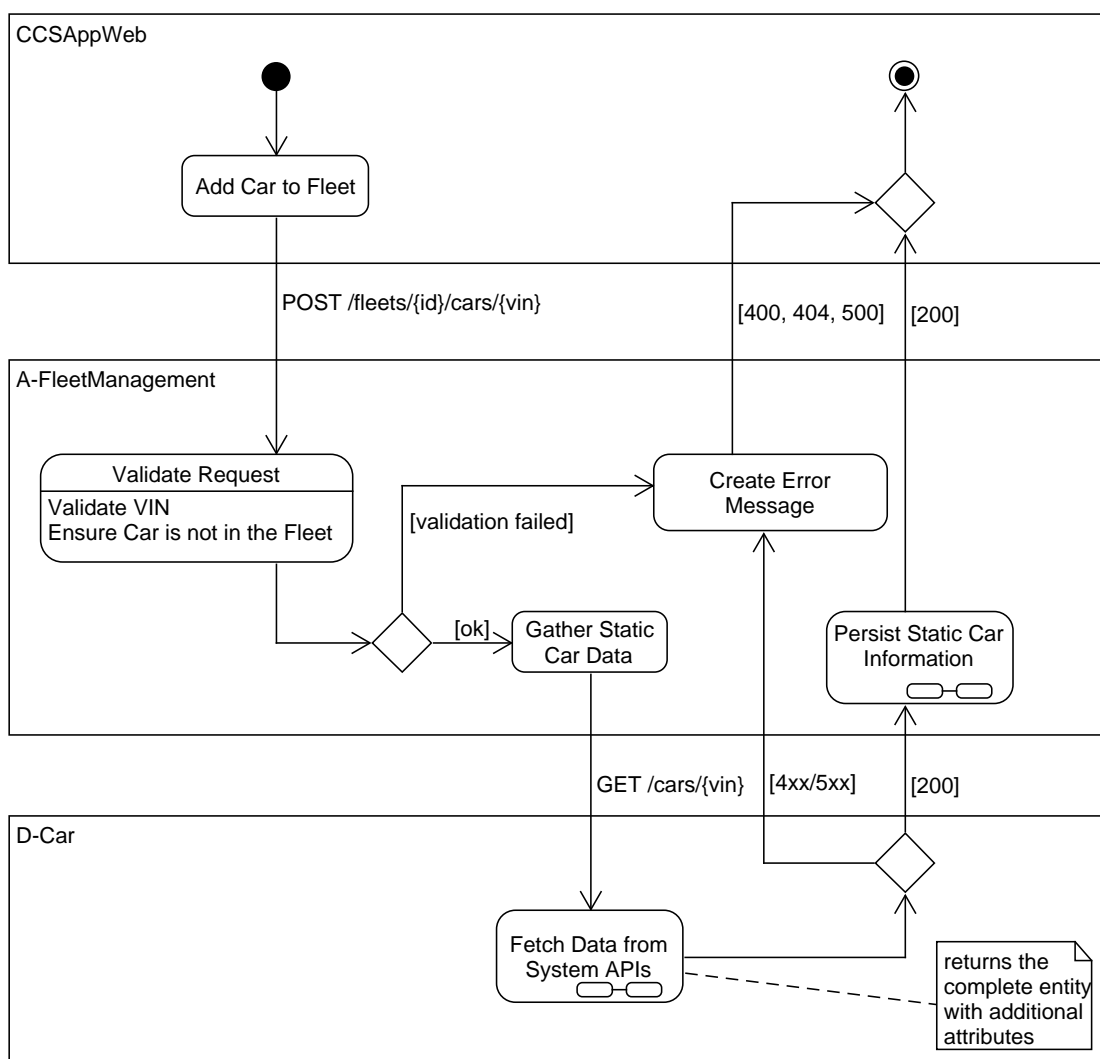 CCSAppWeb
Add Car to Fleet
POST /fleets/{id}/cars/{vin}
[400, 404, 500]
[200]
A-FleetManagement
Validate Request
Validate VIN
Ensure Car is not in the Fleet
[validation failed]
Create Error
Message
[ok]
Gather Static
Car Data
Persist Static Car
Information
GET /cars/{vin}
[4xx/5xx]
[200]
D-Car
Fetch Data from
System APIs
returns the
complete entity
with additional
attributes